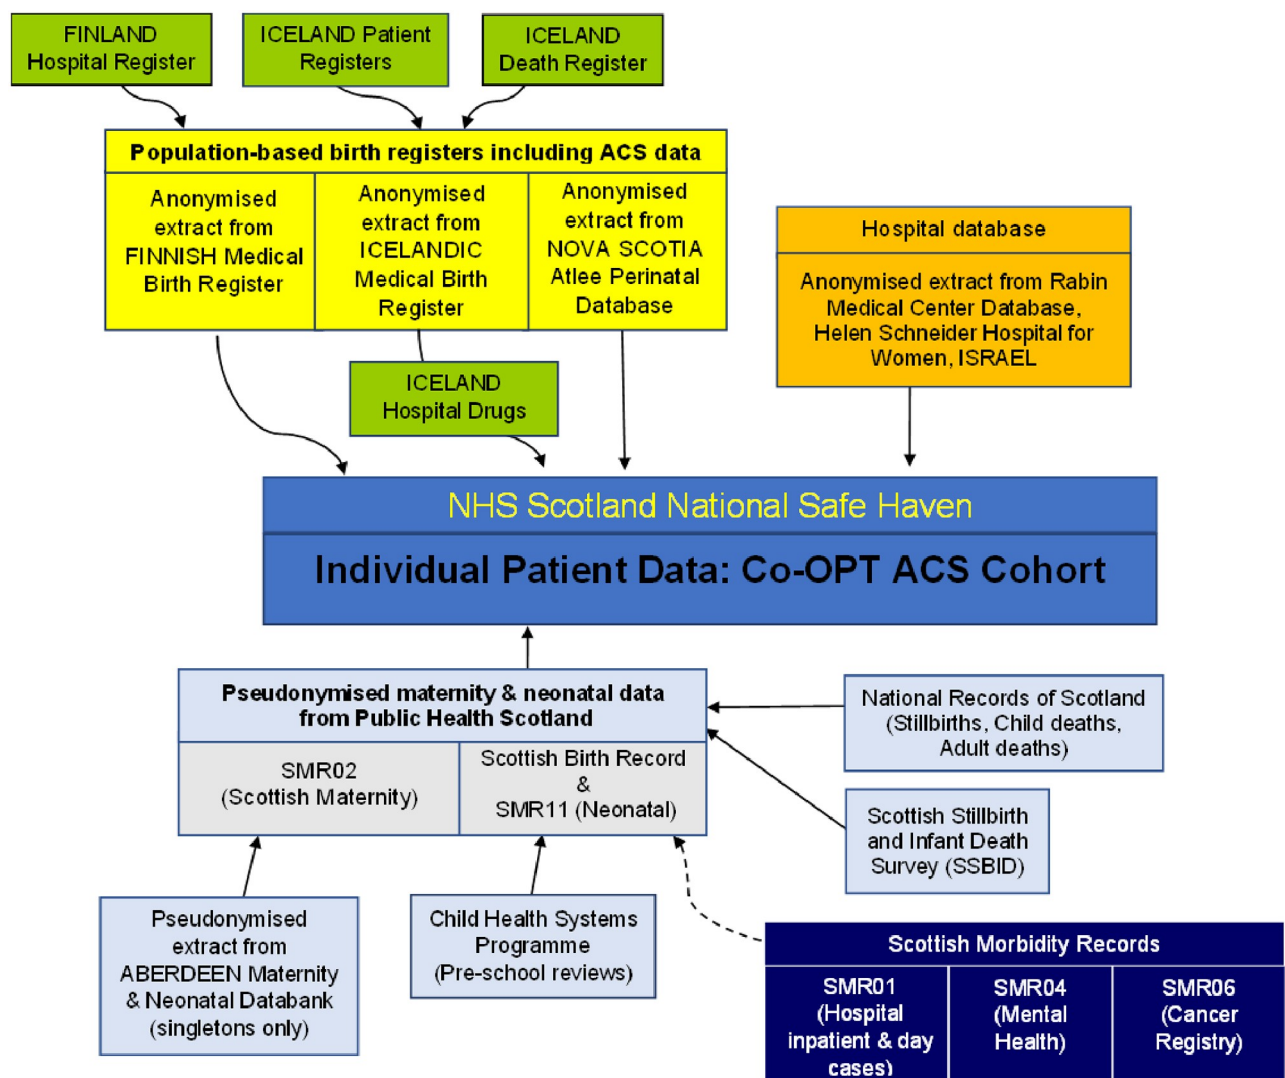 FINLAND
Hospital Register
ICELAND Patient
Registers
ICELAND
Death Register
Population-based birth registers including ACS data
Anonymised
extract from
FINNISH Medical
Birth Register
Anonymised
extract from
ICELANDIC
Medical Birth
Register
Anonymised
extract from
NOVA SCOTIA
Atlee Perinatal
Database
Hospital database
Anonymised extract from Rabin
Medical Center Database,
Helen Schneider Hospital for
Women, ISRAEL
ICELAND
Hospital Drugs
NHS Scotland National Safe Haven
Individual Patient Data: Co-OPT ACS Cohort
Pseudonymised maternity & neonatal data
from Public Health Scotland
SMR02
(Scottish Maternity)
Scottish Birth Record
&
SMR11 (Neonatal)
National Records of Scotland
(Stillbirths, Child deaths,
Adult deaths)
Scottish Stillbirth
and Infant Death
Survey (SSBID)
Pseudonymised
extract from
ABERDEEN Maternity
& Neonatal Databank
(singletons only)
Child Health Systems
Programme
(Pre-school reviews)
Scottish Morbidity Records
SMR01
(Hospital
inpatient & day
cases)
SMR04
(Mental
Health)
SMR06
(Cancer
Registry)